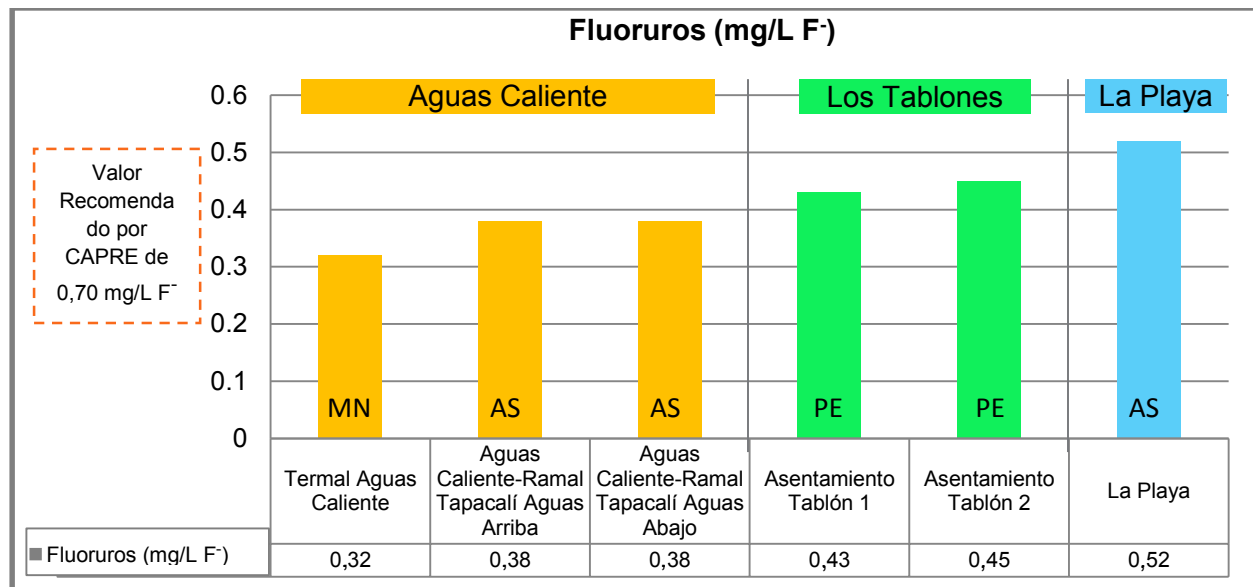 Fluoruros (mg/L F-)
Aguas Caliente
Los Tablones
La Playa
Valor
Recomenda
do por
CAPRE de
0,70 mg/L F-
0.6
0.5
0.4
0.3
0.2
0.1
0
MN
AS
AS
PE
PE
AS
Termal Aguas
Caliente
Aguas
Caliente-Ramal
Tapacalí Aguas
Arriba
Aguas
Caliente-Ramal
Tapacalí Aguas
Abajo
Asentamiento
Tablón 1
Asentamiento
Tablón 2
La Playa
Fluoruros (mg/L F-)
0,32
0,38
0,38
0,43
0,45
0,52